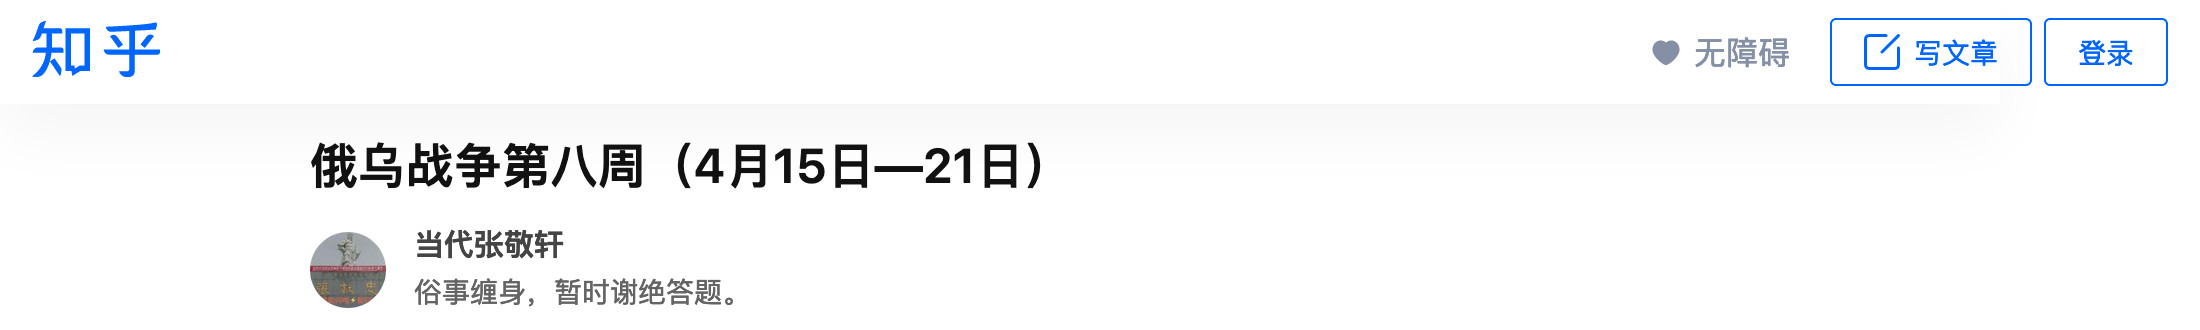 知乎
无障碍
写文章
登录
俄乌战争第八周（4月15日—21日）
当代张敬轩
俗事缠身，暂时谢绝答题。